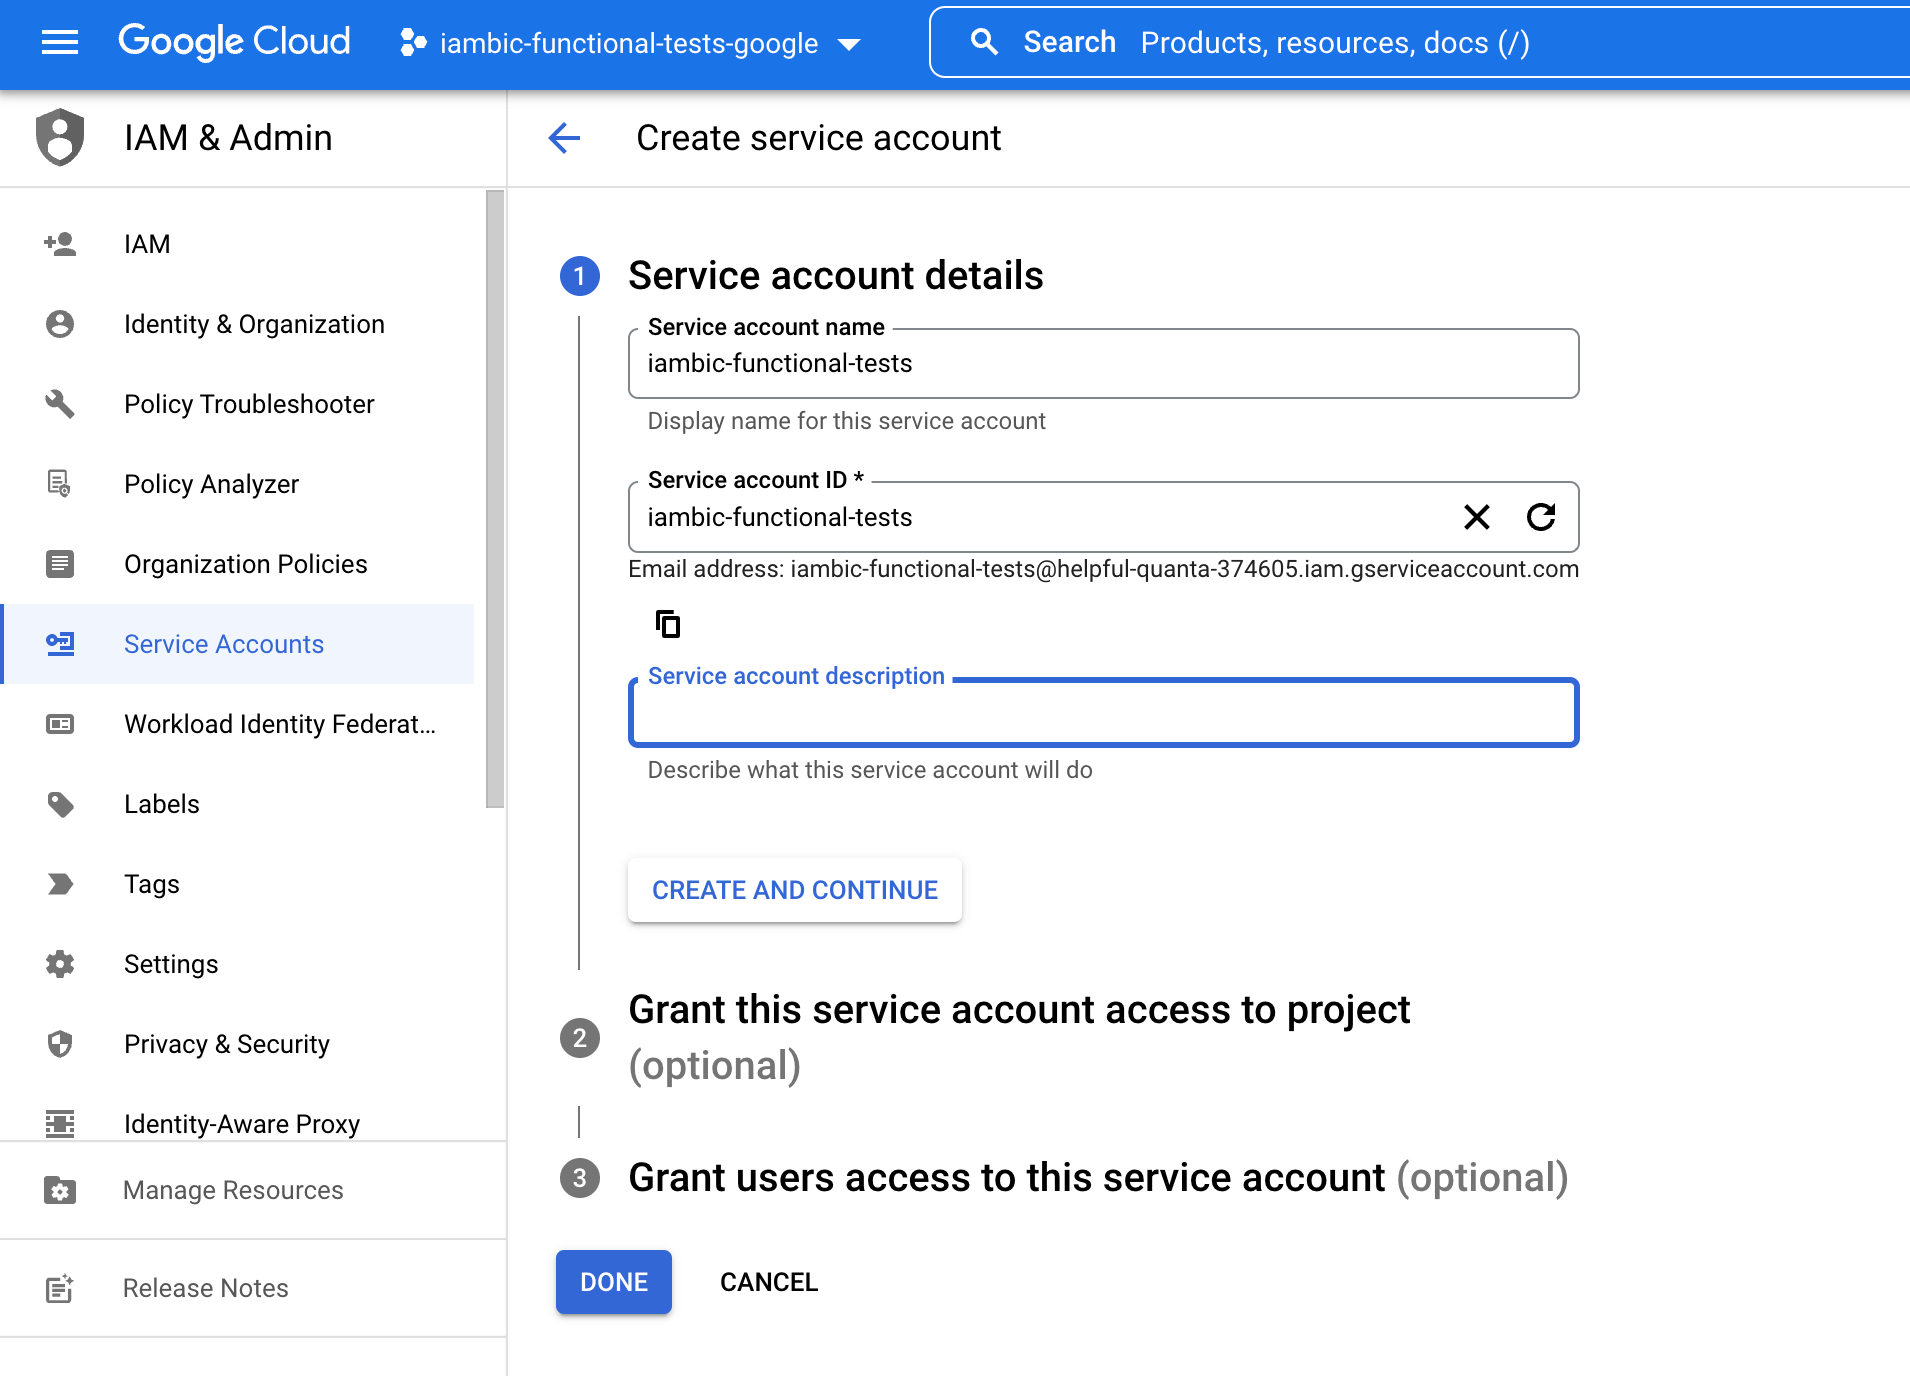 Google Cloud
iambic-functional-tests-google
Search Products, resources, docs (/)
IAM & Admin
Create service account
IAM
Identity & Organization
Policy Troubleshooter
Policy Analyzer
Organization Policies
Service Accounts
Workload Identity Federat...
Labels
Tags
Settings
Privacy & Security
Identity-Aware Proxy
Manage Resources
Release Notes
1 Service account details
Service account name
iambic-functional-tests
Display name for this service account
Service account ID *
iambic-functional-tests
Email address: iambic-functional-tests@helpful-quanta-374605.iam.gserviceaccount.com
Service account description
Describe what this service account will do
CREATE AND CONTINUE
2 Grant this service account access to project
(optional)
3 Grant users access to this service account (optional)
DONE CANCEL